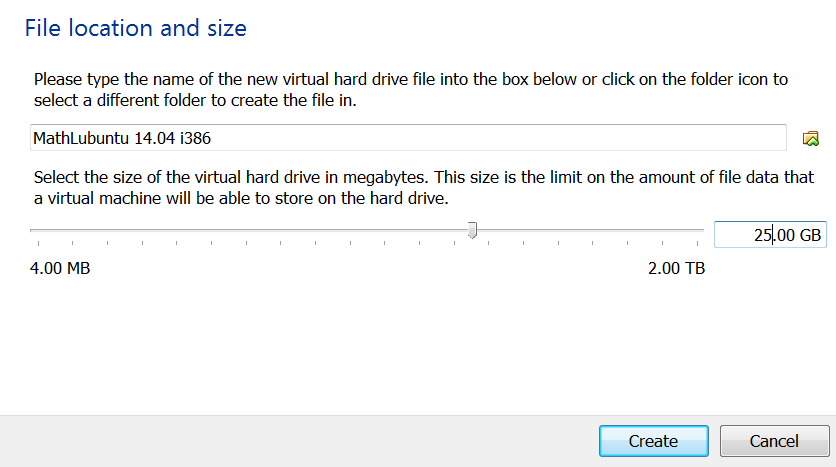 File location and size
Please type the name of the new virtual hard drive file into the box below or click on the folder icon to
select a different folder to create the file in.
MathLubuntu 14.04 i386
Select the size of the virtual hard drive in megabytes. This size is the limit on the amount of file data that
a virtual machine will be able to store on the hard drive.
25.00 GB
4.00 MB
2.00 TB
Create
Cancel